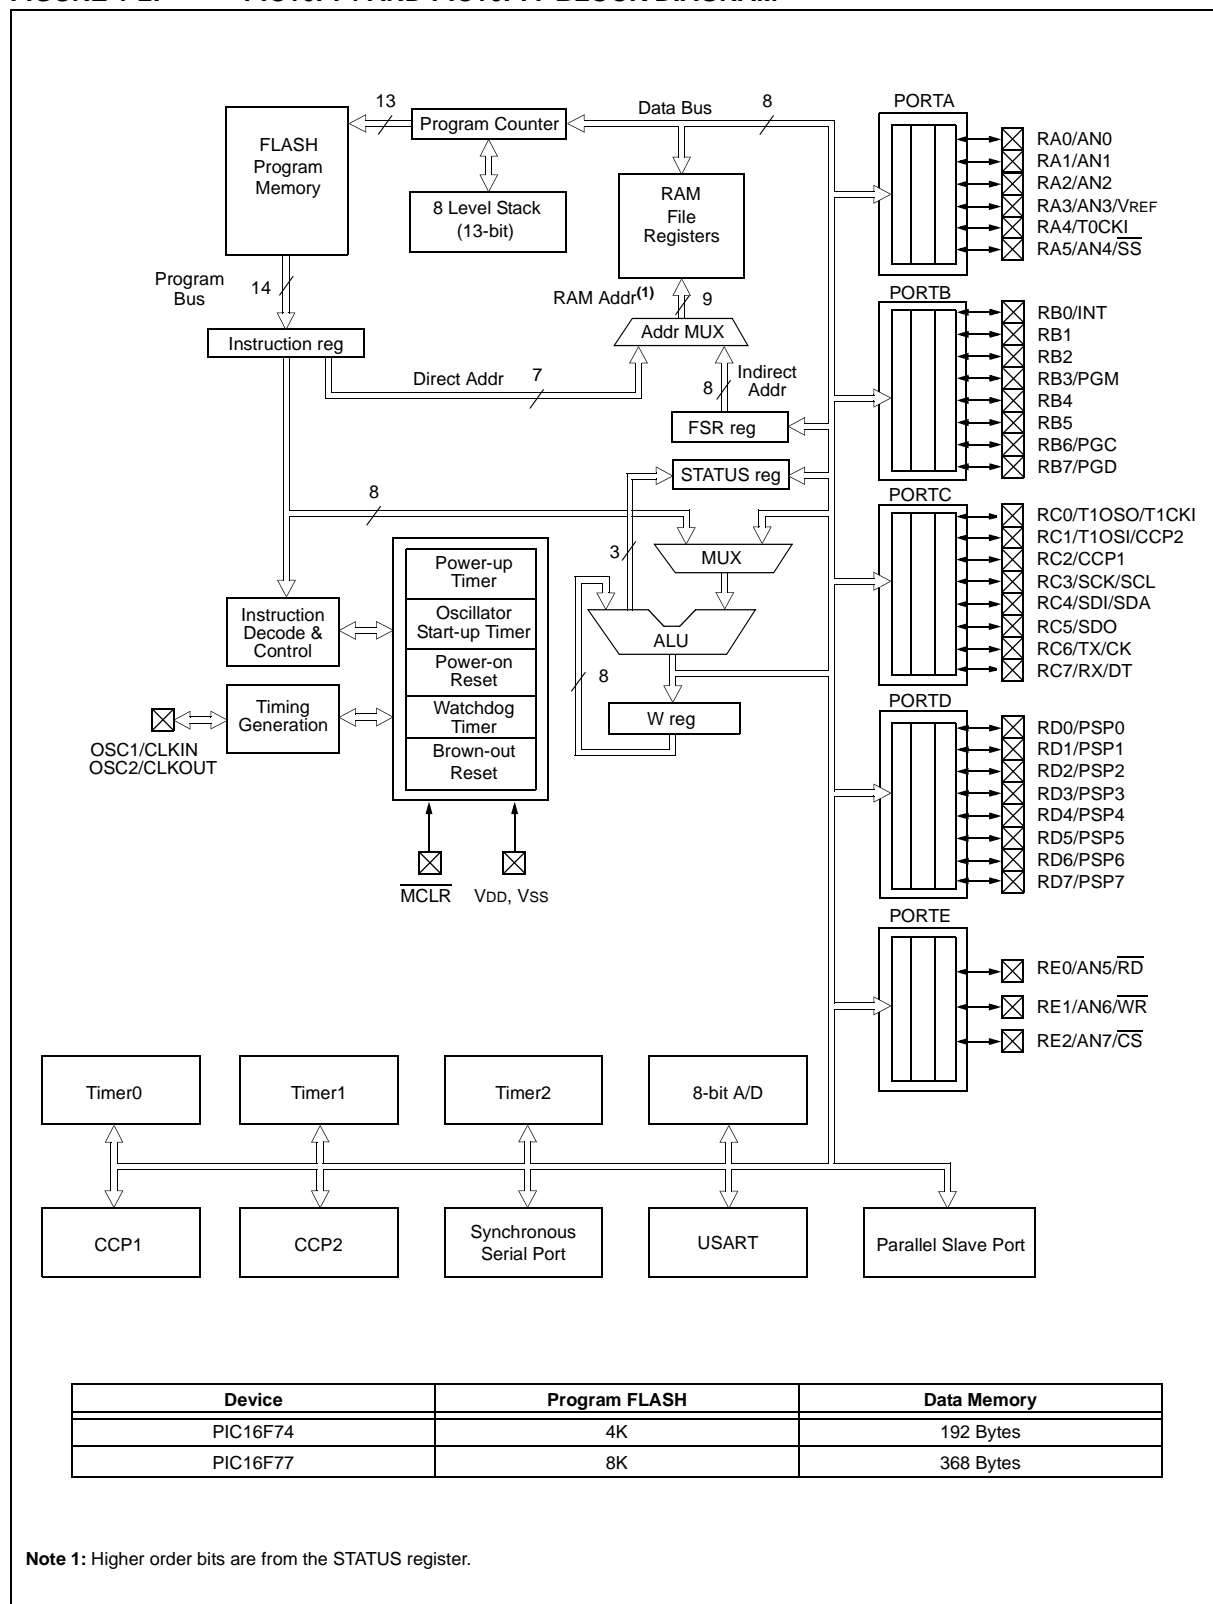 13
Program Counter
Data Bus
8
PORTA
FLASH
Program
Memory
8 Level Stack
(13-bit)
RAM
File
Registers
RA0/AN0
RA1/AN1
RA2/AN2
RA3/AN3/VREF
RA4/T0CKI
RA5/AN4/SS
Program
Bus
14
RAM Addr(1)
9
PORTB
Instruction reg
Addr MUX
Direct Addr
7
8
Indirect
Addr
FSR reg
STATUS reg
RB0/INT
RB1
RB2
RB3/PGM
RB4
RB5
RB6/PGC
RB7/PGD
PORTC
8
3
MUX
RC0/T1OSO/T1CKI
RC1/T1OSI/CCP2
RC2/CCP1
RC3/SCK/SCL
RC4/SDI/SDA
RC5/SDO
RC6/TX/CK
RC7/RX/DT
Power-up
Timer
Oscillator
Start-up Timer
Power-on
Reset
Watchdog
Timer
Brown-out
Reset
Instruction
Decode &
Control
ALU
8
W reg
Timing
Generation
OSC1/CLKIN
OSC2/CLKOUT
MCLR
VDD, VSS
PORTD
RD0/PSP0
RD1/PSP1
RD2/PSP2
RD3/PSP3
RD4/PSP4
RD5/PSP5
RD6/PSP6
RD7/PSP7
PORTE
RE0/AN5/RD
RE1/AN6/WR
RE2/AN7/CS
Timer0
Timer1
Timer2
8-bit A/D
CCP1
CCP2
Synchronous
Serial Port
USART
Parallel Slave Port
Device Program FLASH Data Memory
PIC16F74 4K 192 Bytes
PIC16F77 8K 368 Bytes
Note 1: Higher order bits are from the STATUS register.